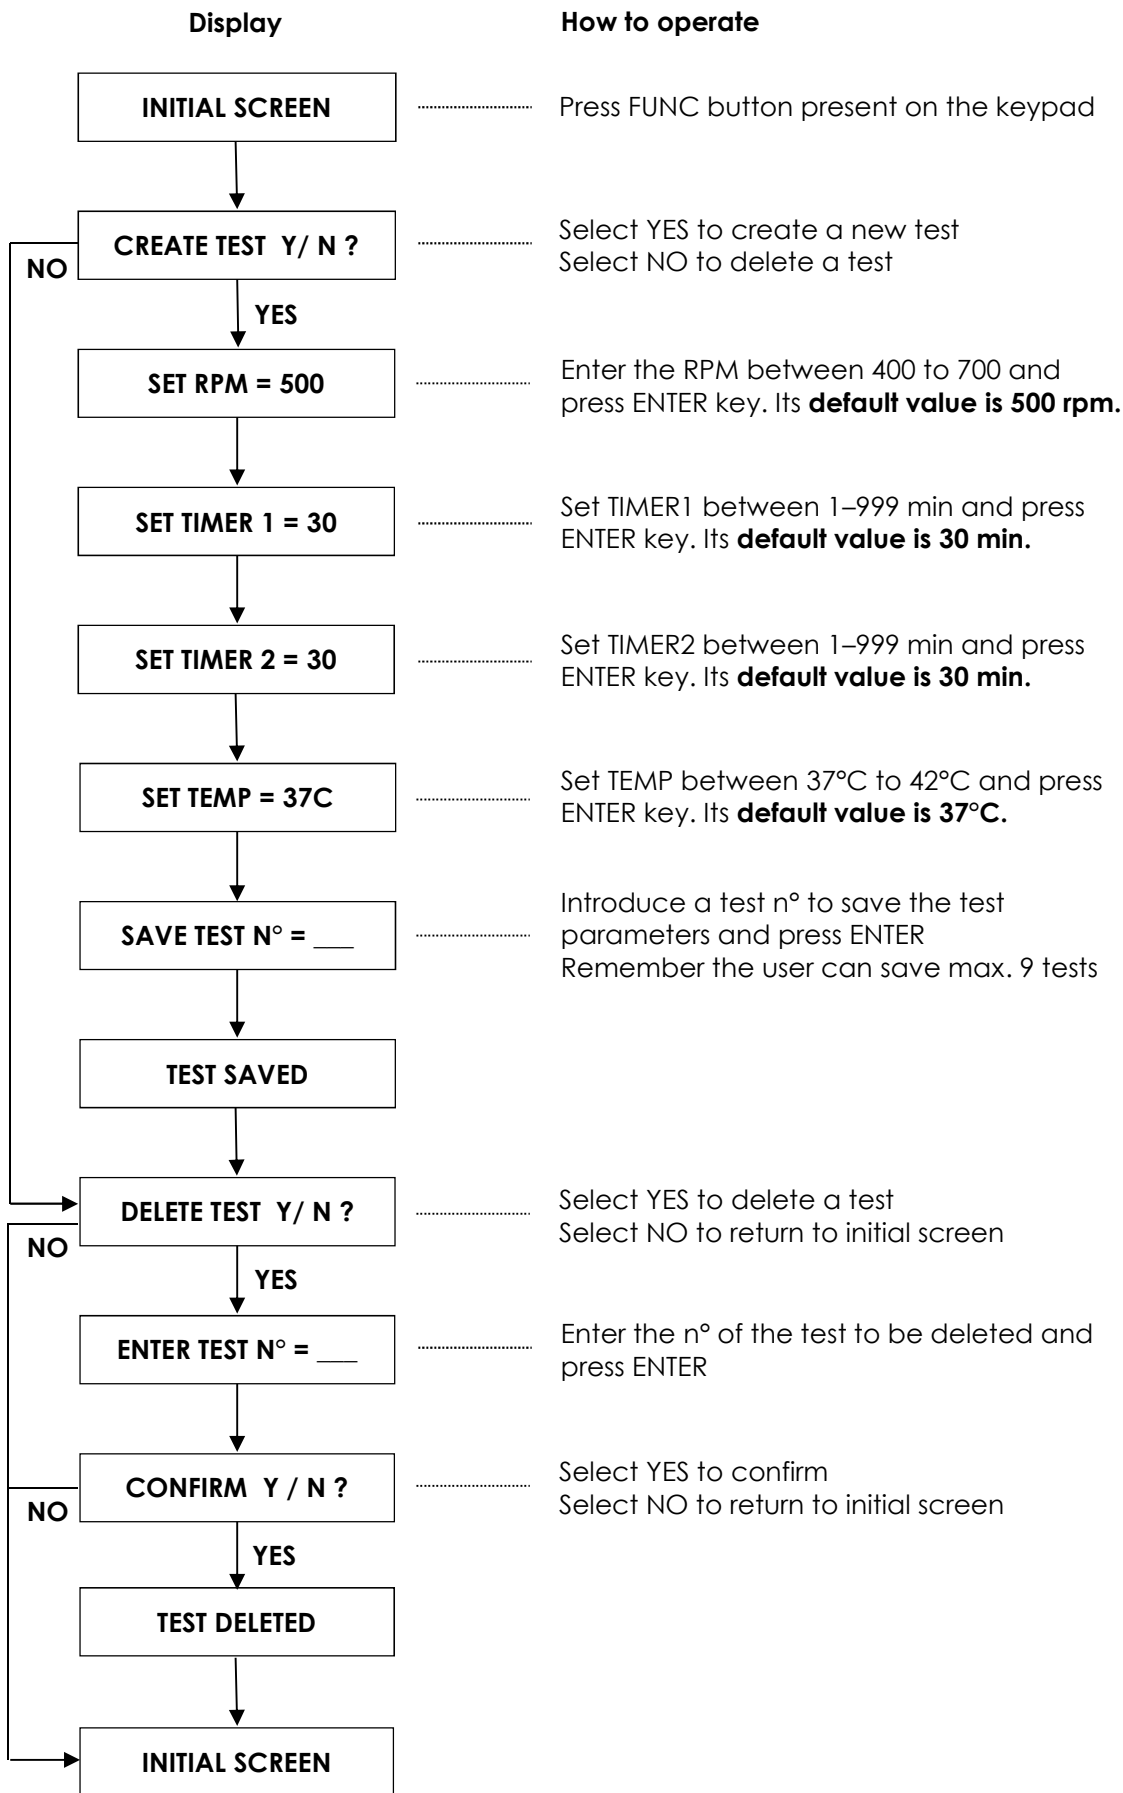 Display
How to operate
INITIAL SCREEN
Press FUNC button present on the keypad
CREATE TEST Y/ N ?
Select YES to create a new test
Select NO to delete a test
NO
YES
SET RPM = 500
Enter the RPM between 400 to 700 and
press ENTER key. Its default value is 500 rpm.
SET TIMER 1 = 30
Set TIMER1 between 1–999 min and press
ENTER key. Its default value is 30 min.
SET TIMER 2 = 30
Set TIMER2 between 1–999 min and press
ENTER key. Its default value is 30 min.
SET TEMP = 37C
Set TEMP between 37°C to 42°C and press
ENTER key. Its default value is 37°C.
SAVE TEST N° = ___
Introduce a test n° to save the test
parameters and press ENTER
Remember the user can save max. 9 tests
TEST SAVED
DELETE TEST Y/ N ?
Select YES to delete a test
Select NO to return to initial screen
NO
YES
ENTER TEST N° = ___
Enter the n° of the test to be deleted and
press ENTER
CONFIRM Y / N ?
Select YES to confirm
Select NO to return to initial screen
NO
YES
TEST DELETED
INITIAL SCREEN